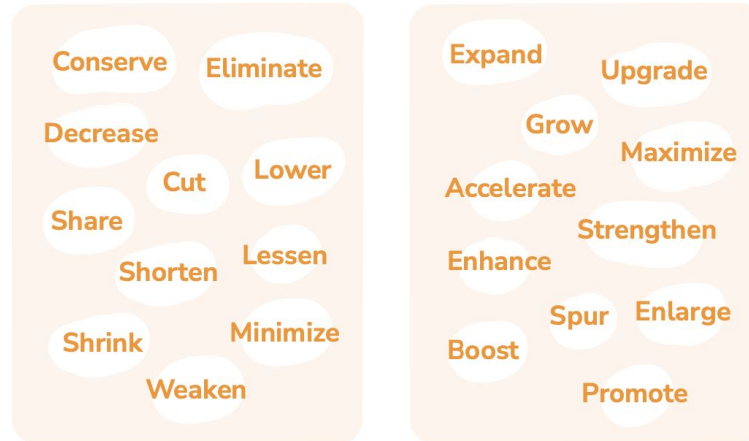 Conserve
Eliminate
Decrease
Cut
Lower
Share
Shorten
Lessen
Shrink
Minimize
Weaken
Expand
Upgrade
Grow
Maximize
Accelerate
Strengthen
Enhance
Spur
Enlarge
Boost
Promote